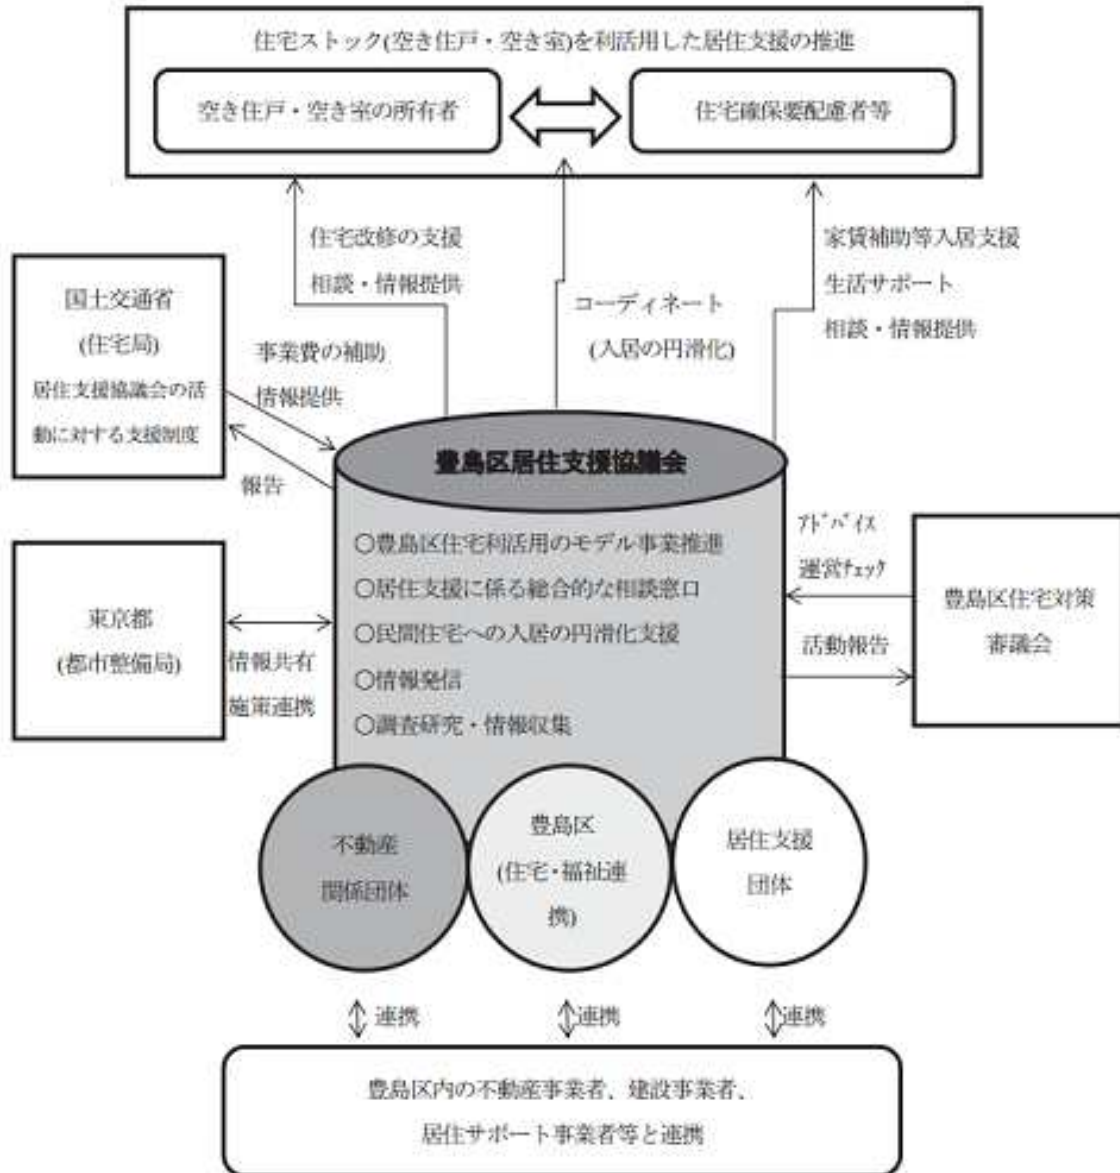 住宅ストック(空き住戸・空き室)を利活用した居住支援の推進
空き住戸・空き室の所有者
住宅確保要配慮者等
住宅改修の支援
相談・情報提供
コーディネート
(入居の円滑化)
家賃補助等入居支援
生活サポート
相談・情報提供
国土交通省
(住宅局)
居住支援協議会の活
動に対する支援制度
事業費の補助
情報提供
報告
豊島区居住支援協議会
○豊島区住宅利活用のモデル事業推進
○居住支援に係る総合的な相談窓口
○民間住宅への入居の円滑化支援
○情報発信
○調査研究・情報収集
東京都
(都市整備局)
情報共有
施策連携
ｱﾄﾞﾊﾞｲｽ
運営ﾁｪｯｸ
活動報告
豊島区住宅対策
審議会
不動産
関係団体
豊島区
(住宅・福祉連
携)
居住支援
団体
連携
連携
連携
豊島区内の不動産事業者、建設事業者、
居住サポート事業者等と連携